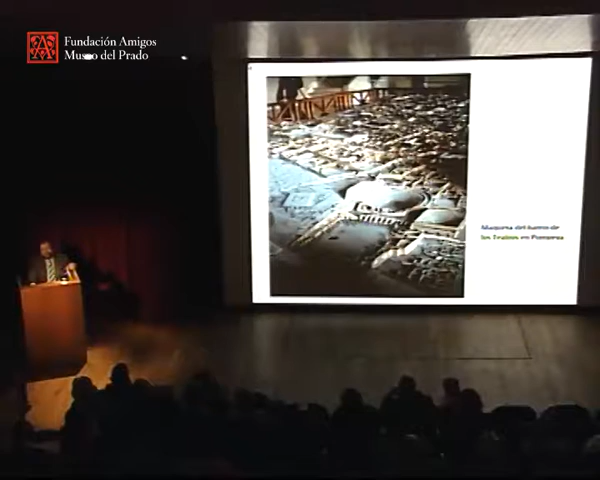 Fundación Amigos
Museo del Prado
Maqueta del barrio de
los Teatros en Pompeya